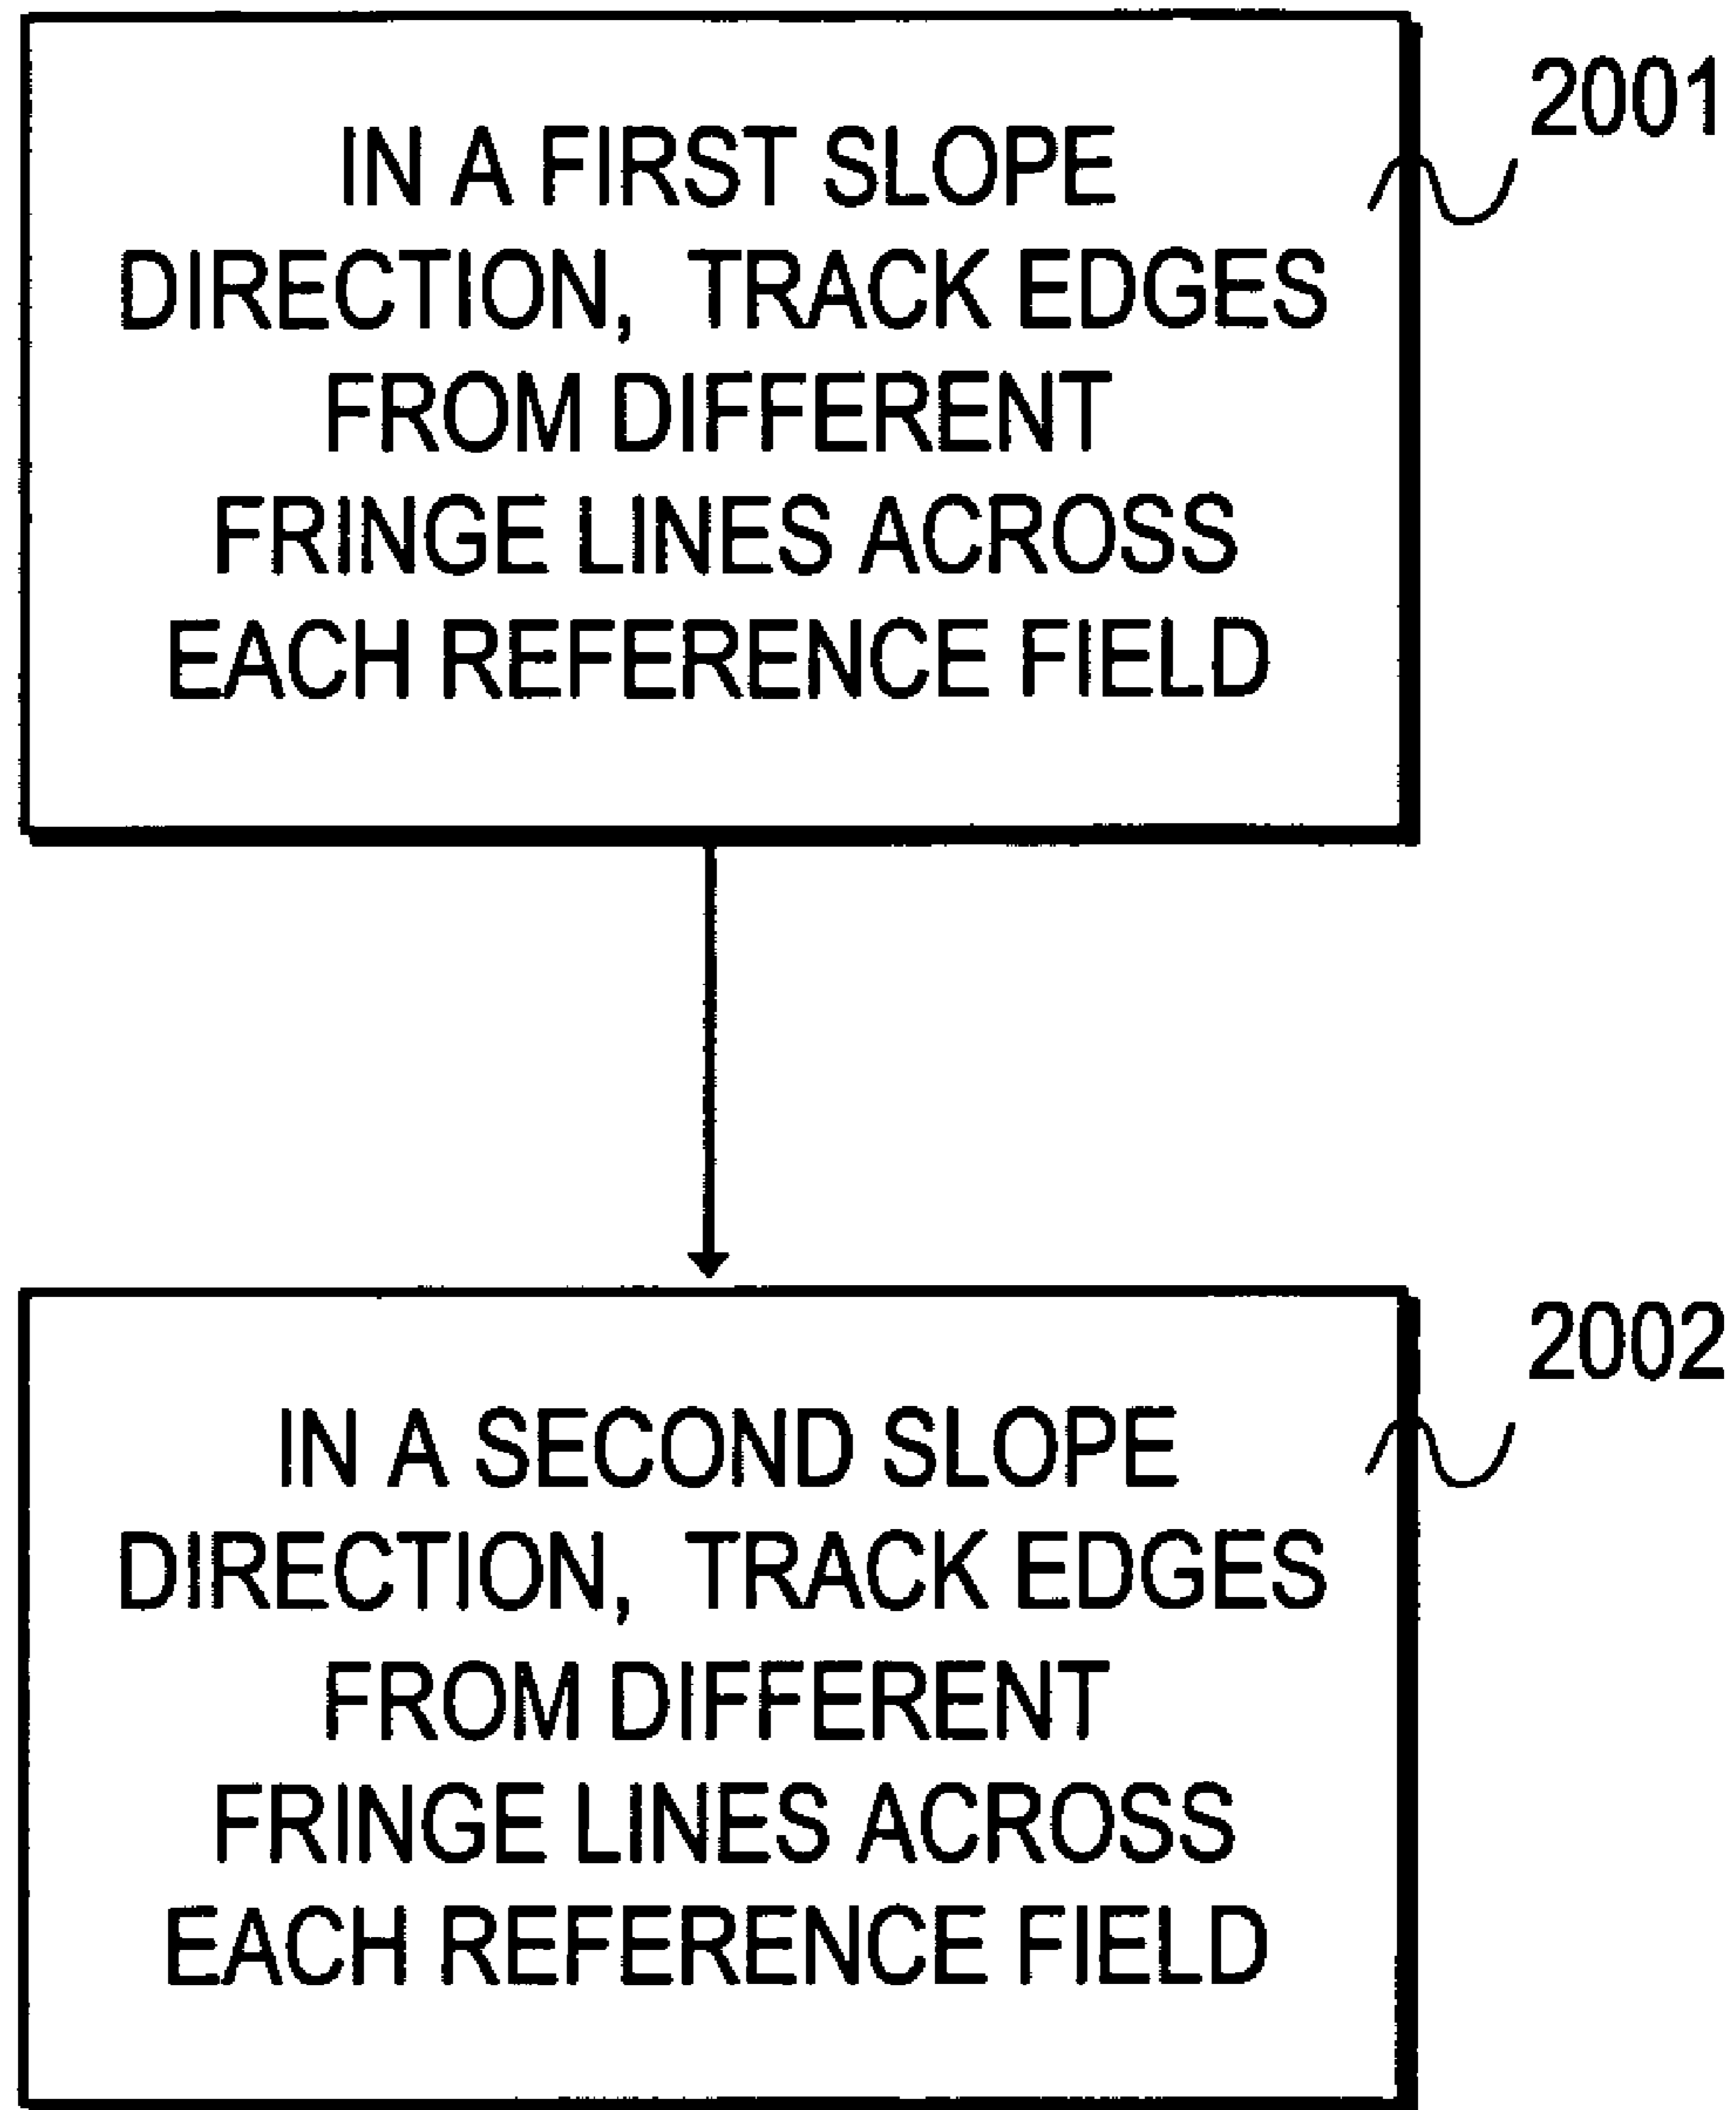 2001
IN A FIRST SLOPE
DIRECTION, TRACK EDGES
FROM DIFFERENT
FRINGE LINES ACROSS
EACH REFERENCE FIELD
2002
IN A SECOND SLOPE
DIRECTION, TRACK EDGES
FROM DIFFERENT
FRINGE LINES ACROSS
EACH REFERENCE FIELD